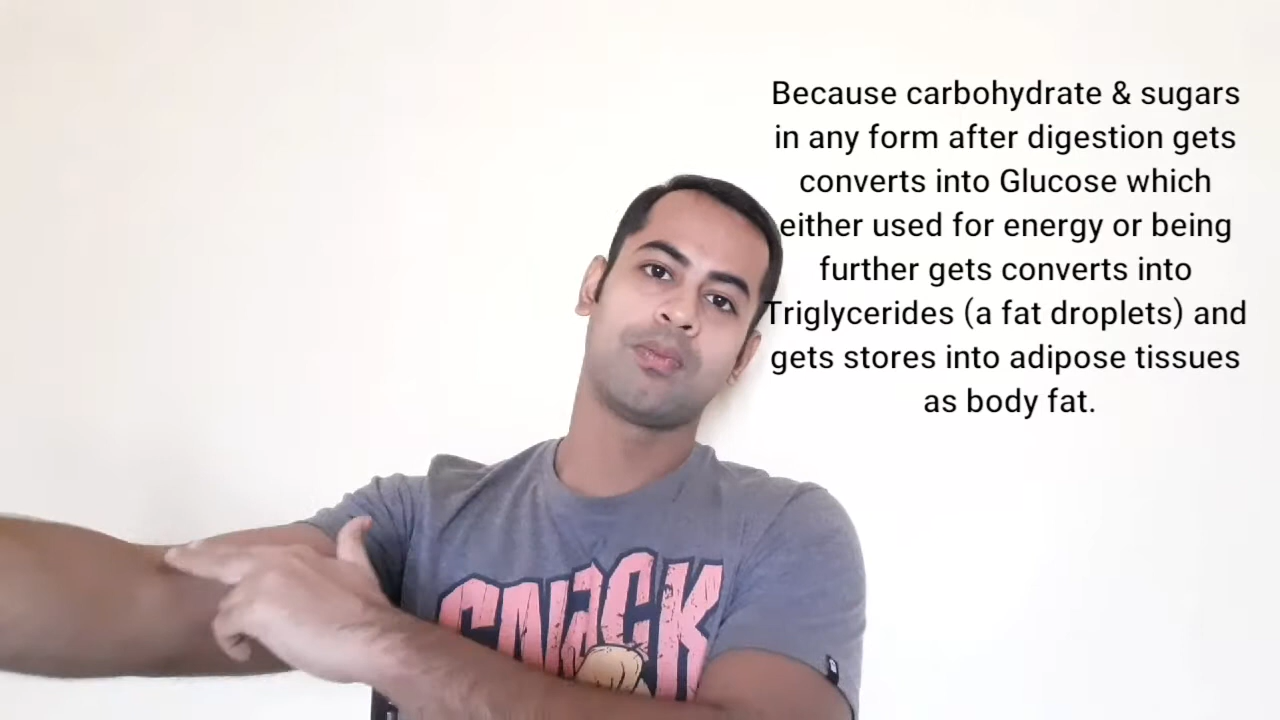 Because carbohydrate & sugars
in any form after digestion gets
converts into Glucose which
either used for energy or being
further gets converts into
Triglycerides (a fat droplets) and
gets stores into adipose tissues
as body fat.
SNACK